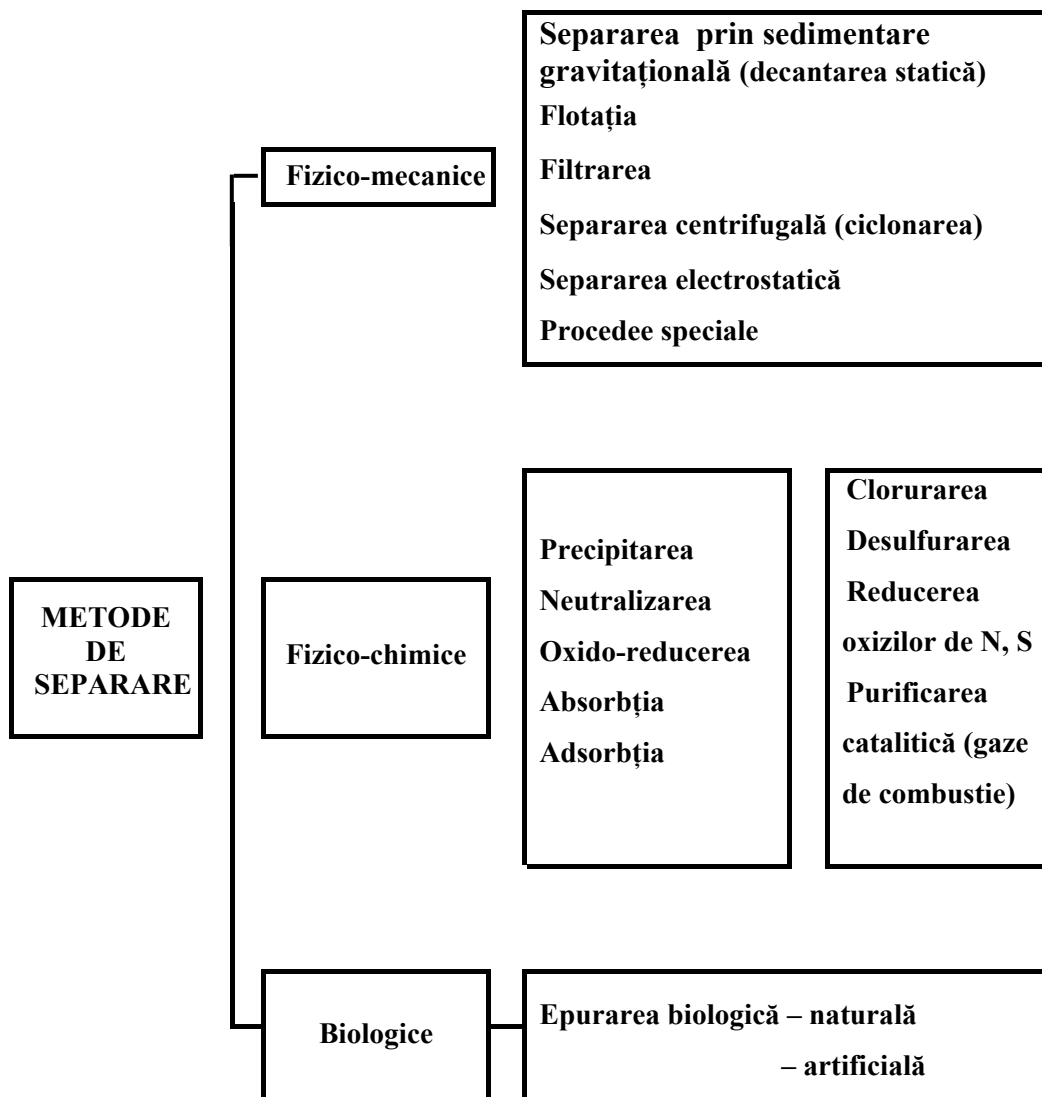 Separarea prin sedimentare
gravitațională (decantarea statică)
Flotația
Filtrarea
Separarea centrifugală (ciclonarea)
Separarea electrostatică
Procedee speciale
Fizico-mecanice
METODE
DE
SEPARARE
Fizico-chimice
Precipitarea
Neutralizarea
Oxido-reducerea
Absorbția
Adsorbția
Clorurarea
Desulfurarea
Reducerea
oxizilor de N, S
Purificarea
catalitică (gaze
de combustie)
Biologice
Epurarea biologică – naturală
– artificială